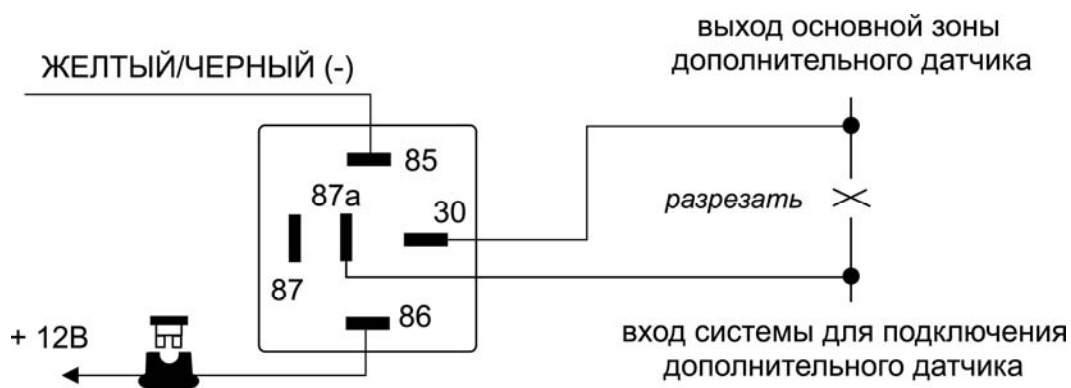 выход основной зоны
дополнительного датчика
ЖЕЛТЫЙ/ЧЕРНЫЙ (-)
85
87а
30
разрезать
87
86
+ 12В
вход системы для подключения
дополнительного датчика